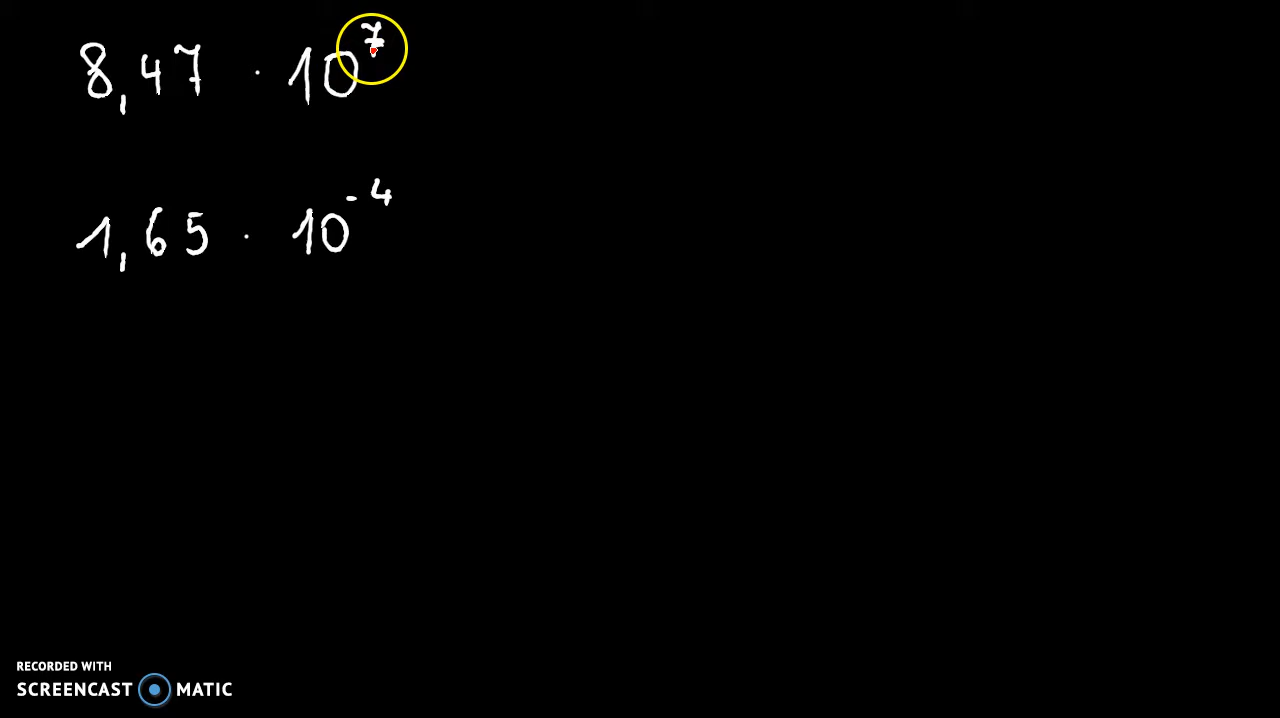 8,47 · 10⁷
1,65 · 10⁻⁴
RECORDED WITH
SCREENCAST MATIC